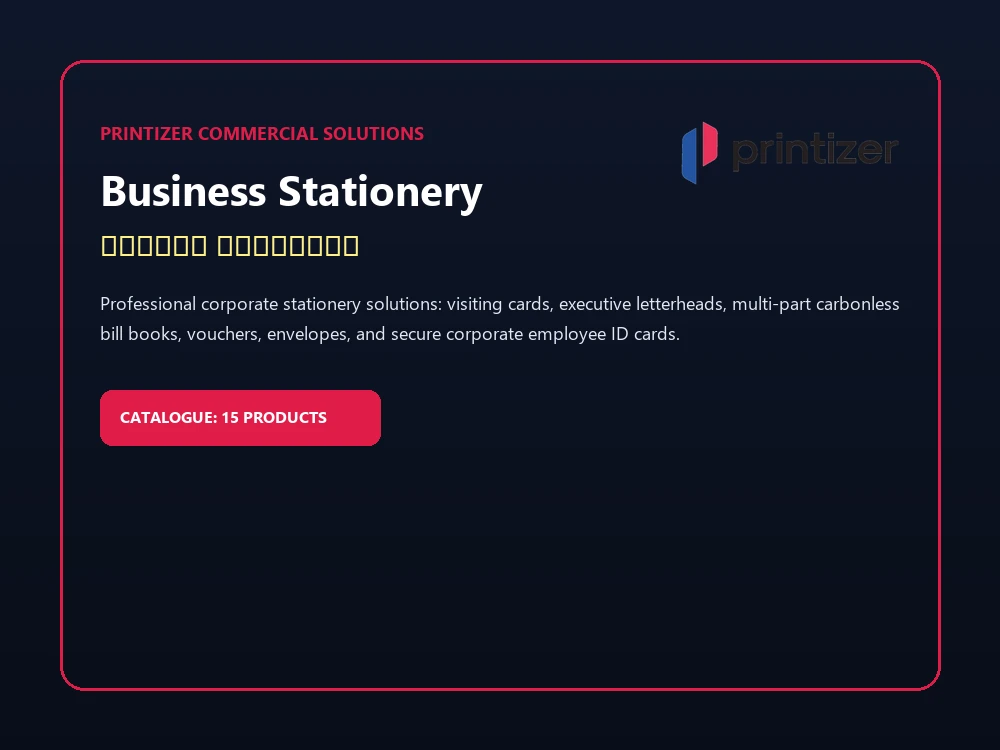 PRINTIZER COMMERCIAL SOLUTIONS
printizer
Business Stationery
Professional corporate stationery solutions: visiting cards, executive letterheads, multi-part carbonless
bill books, vouchers, envelopes, and secure corporate employee ID cards.
CATALOGUE: 15 PRODUCTS